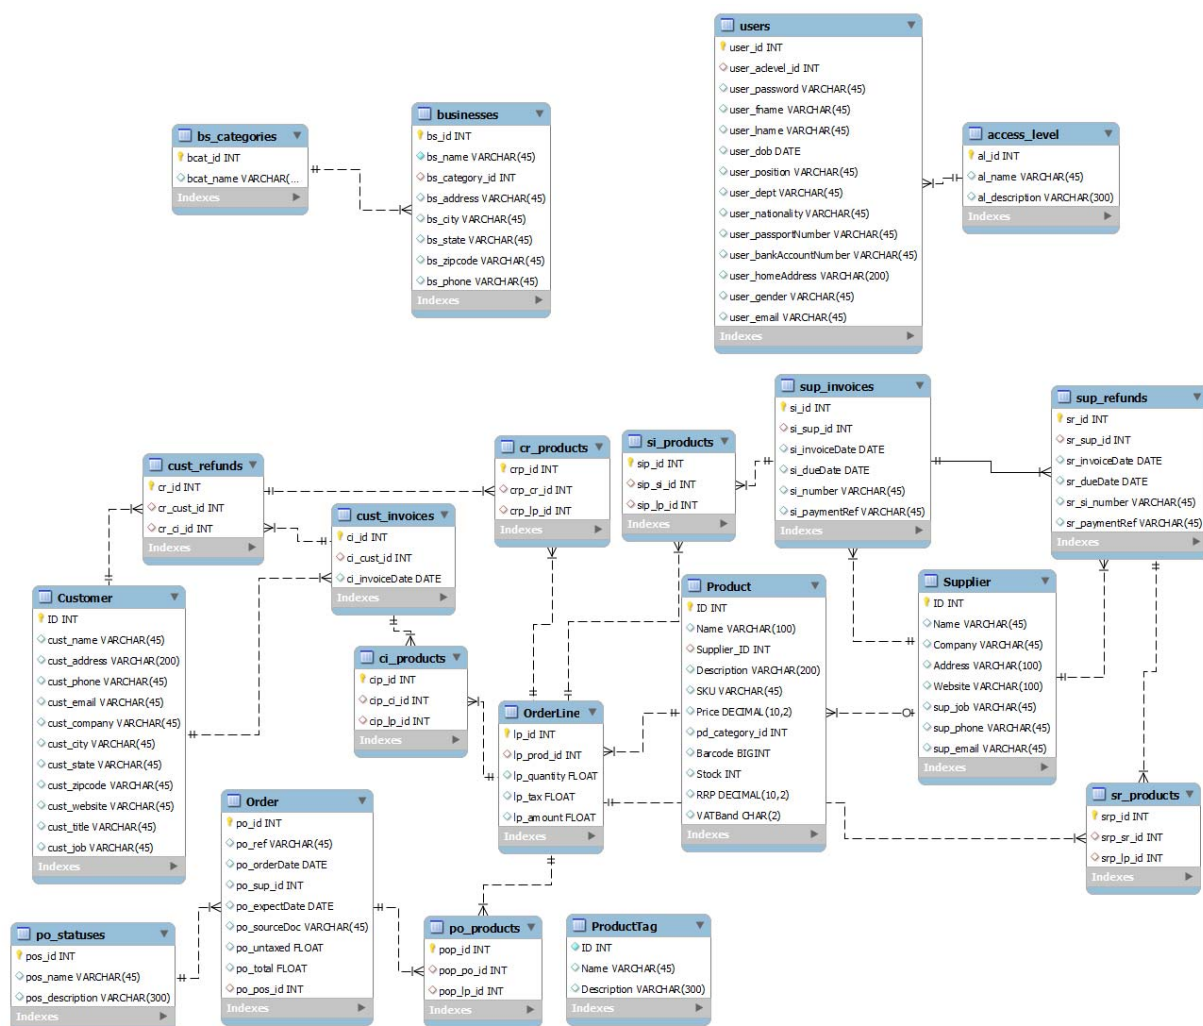 users
user_id INT
user_aclevel_id INT
user_password VARCHAR(45)
user_fname VARCHAR(45)
user_lname VARCHAR(45)
user_dob DATE
user_position VARCHAR(45)
user_dept VARCHAR(45)
user_nationality VARCHAR(45)
user_passportNumber VARCHAR(45)
user_bankAccountNumber VARCHAR(45)
user_homeAddress VARCHAR(200)
user_gender VARCHAR(45)
user_email VARCHAR(45)
Indexes
bs_categories
bcat_id INT
bcat_name VARCHAR(...
Indexes
businesses
bs_id INT
bs_name VARCHAR(45)
bs_category_id INT
bs_address VARCHAR(45)
bs_city VARCHAR(45)
bs_state VARCHAR(45)
bs_zipcode VARCHAR(45)
bs_phone VARCHAR(45)
Indexes
access_level
al_id INT
al_name VARCHAR(45)
al_description VARCHAR(300)
Indexes
cust_refunds
cr_id INT
cr_cust_id INT
cr_ci_id INT
Indexes
cust_invoices
ci_id INT
ci_cust_id INT
ci_invoiceDate DATE
Indexes
cr_products
crp_id INT
crp_cr_id INT
crp_lp_id INT
Indexes
si_products
sip_id INT
sip_si_id INT
sip_lp_id INT
Indexes
sup_invoices
si_id INT
si_sup_id INT
si_invoiceDate DATE
si_dueDate DATE
si_number VARCHAR(45)
si_paymentRef VARCHAR(45)
Indexes
sup_refunds
sr_id INT
sr_sup_id INT
sr_invoiceDate DATE
sr_dueDate DATE
sr_si_number VARCHAR(45)
sr_paymentRef VARCHAR(45)
Indexes
Customer
ID INT
cust_name VARCHAR(45)
cust_address VARCHAR(200)
cust_phone VARCHAR(45)
cust_email VARCHAR(45)
cust_company VARCHAR(45)
cust_city VARCHAR(45)
cust_state VARCHAR(45)
cust_zipcode VARCHAR(45)
cust_website VARCHAR(45)
cust_title VARCHAR(45)
cust_job VARCHAR(45)
Indexes
ci_products
cip_id INT
cip_ci_id INT
cip_lp_id INT
Indexes
OrderLine
lp_id INT
lp_prod_id INT
lp_quantity FLOAT
lp_tax FLOAT
lp_amount FLOAT
Indexes
Product
ID INT
Name VARCHAR(100)
Supplier_ID INT
Description VARCHAR(200)
SKU VARCHAR(45)
Price DECIMAL(10,2)
pd_category_id INT
Barcode BIGINT
Stock INT
RRP DECIMAL(10,2)
VATBand CHAR(2)
Indexes
Supplier
ID INT
Name VARCHAR(45)
Company VARCHAR(45)
Address VARCHAR(100)
Website VARCHAR(100)
sup_job VARCHAR(45)
sup_phone VARCHAR(45)
sup_email VARCHAR(45)
Indexes
sr_products
srp_id INT
srp_sr_id INT
srp_lp_id INT
Indexes
Order
po_id INT
po_ref VARCHAR(45)
po_orderDate DATE
po_sup_id INT
po_expectDate DATE
po_sourceDoc VARCHAR(45)
po_untaxed FLOAT
po_total FLOAT
po_pos_id INT
Indexes
po_statuses
pos_id INT
pos_name VARCHAR(45)
pos_description VARCHAR(300)
Indexes
po_products
pop_id INT
pop_po_id INT
pop_lp_id INT
Indexes
ProductTag
ID INT
Name VARCHAR(45)
Description VARCHAR(300)
Indexes